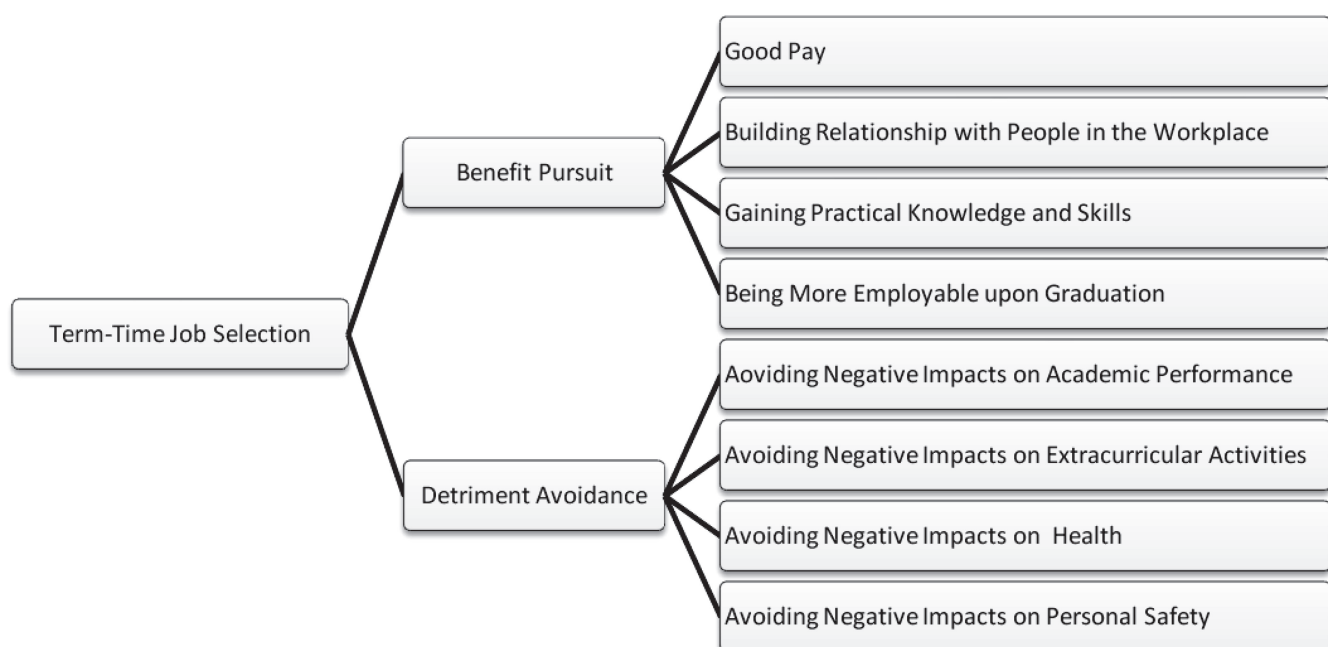 Good Pay
Building Relationship with People in the Workplace
Benefit Pursuit
Gaining Practical Knowledge and Skills
Being More Employable upon Graduation
Term-Time Job Selection
Aoviding Negative Impacts on Academic Performance
Avoiding Negative Impacts on Extracurricular Activities
Detriment Avoidance
Avoiding Negative Impacts on  Health
Avoiding Negative Impacts on Personal Safety